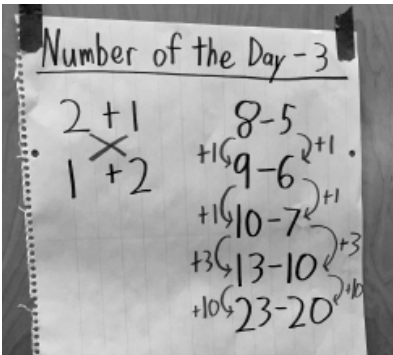 Number of the Day - 3
2 + 1
1 + 2
8 - 5
+1 +1
9 - 6
+1 +1
10 - 7
+3 +3
13 - 10
+10 +10
23 - 20